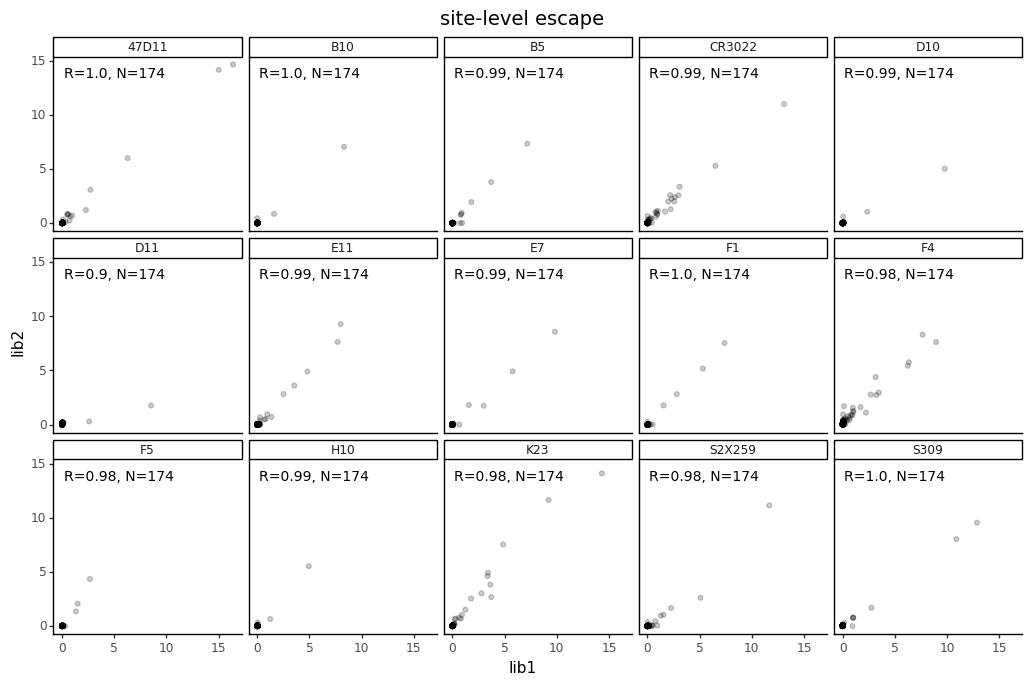 site-level escape
47D11 B10 B5 CR3022 D10
15 R=1.0, N=174 R=1.0, N=174 R=0.99, N=174 R=0.99, N=174 R=0.99, N=174
10
5
0
D11 E11 E7 F1 F4
15 R=0.9, N=174 R=0.99, N=174 R=0.99, N=174 R=1.0, N=174 R=0.98, N=174
10
5
0
lib2
F5 H10 K23 S2X259 S309
15 R=0.98, N=174 R=0.99, N=174 R=0.98, N=174 R=0.98, N=174 R=1.0, N=174
10
5
0
0 5 10 15 0 5 10 15 0 5 10 15 0 5 10 15 0 5 10 15
lib1